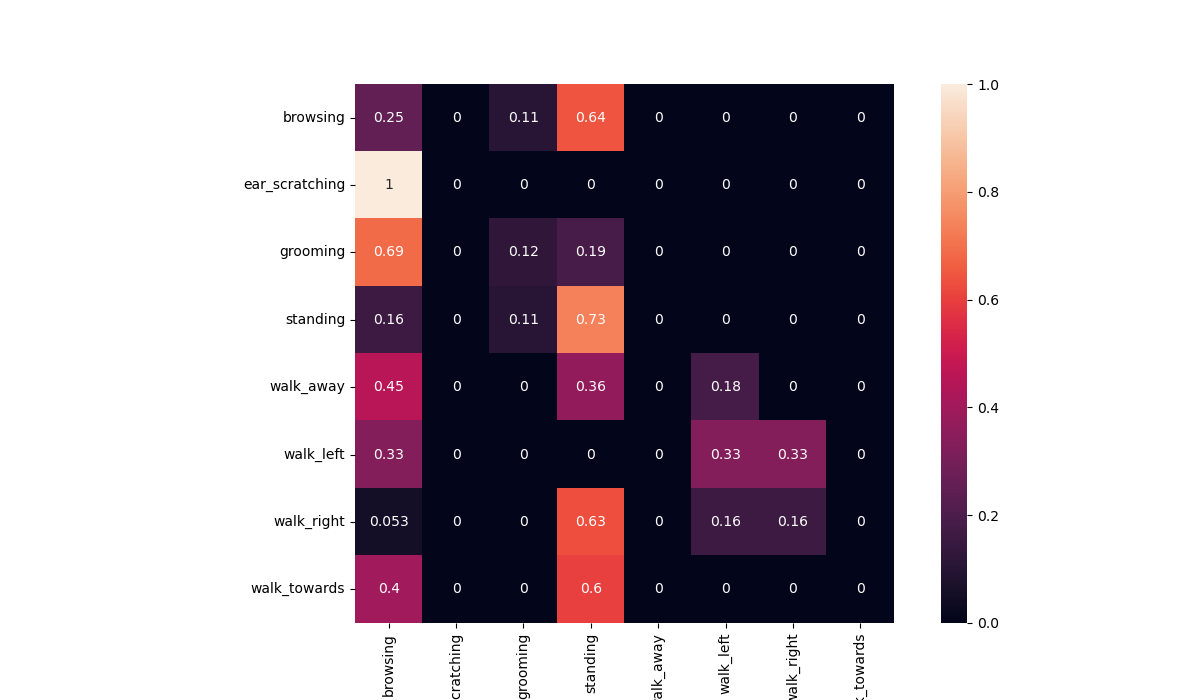 browsing 0.25 0 0.11 0.64 0 0 0 0 1.0
ear_scratching 1 0 0 0 0 0 0 0
0.8
grooming 0.69 0 0.12 0.19 0 0 0 0
standing 0.16 0 0.11 0.73 0 0 0 0
0.6
walk_away 0.45 0 0 0.36 0 0.18 0 0
0.4
walk_left 0.33 0 0 0 0 0.33 0.33 0
walk_right 0.053 0 0 0.63 0 0.16 0.16 0
0.2
walk_towards 0.4 0 0 0.6 0 0 0 0
0.0
browsing
cratching
grooming
standing
alk_away
walk_left
walk_right
k_towards